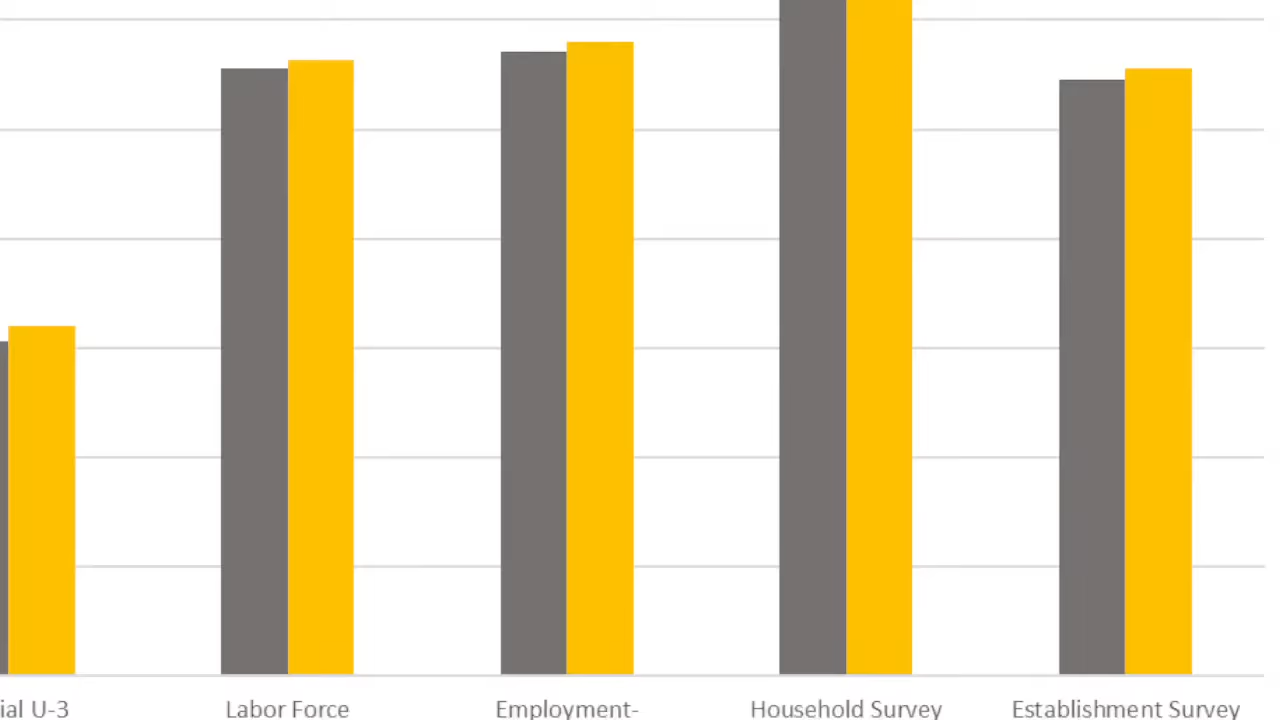 ial U-3
Labor Force
Employment-
Household Survey
Establishment Survey